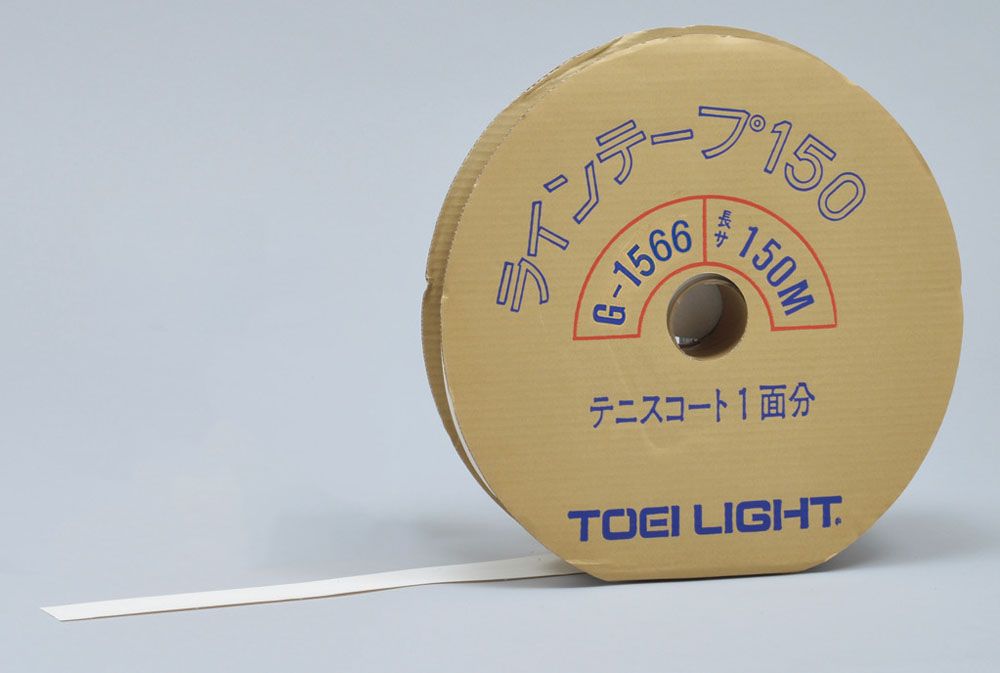 ラインテープ150
G-1566
長サ 150M
テニスコート1面分
TOEI LIGHT®